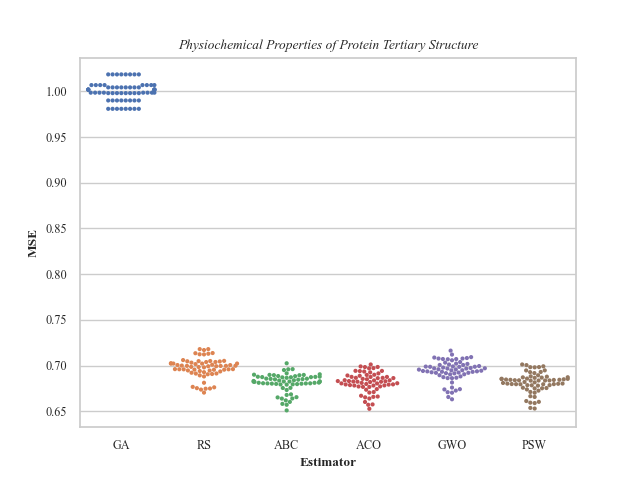 Physiochemical Properties of Protein Tertiary Structure
1.00
0.95
0.90
0.85
0.80
0.75
0.70
0.65
MSE
GA RS ABC ACO GWO PSW
Estimator